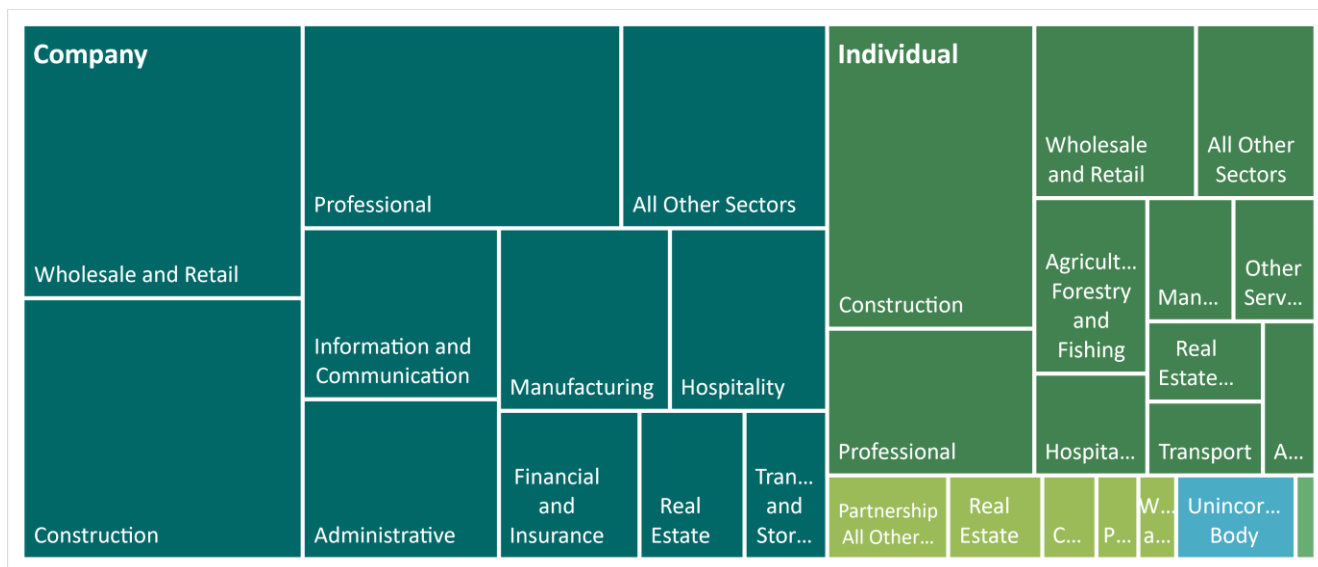 Company
Wholesale and Retail
Construction
Professional
All Other Sectors
Information and
Communication
Administrative
Manufacturing
Hospitality
Financial
and
Insurance
Real
Estate
Tran...
and
Stor...
Individual
Construction
Professional
Wholesale
and Retail
All Other
Sectors
Agricult...
Forestry
and
Fishing
Hospita...
Man...
Other
Serv...
Real
Estate...
Transport
A...
Partnership
All Other...
Real
Estate
C...
P...
W...
a...
Unincor...
Body